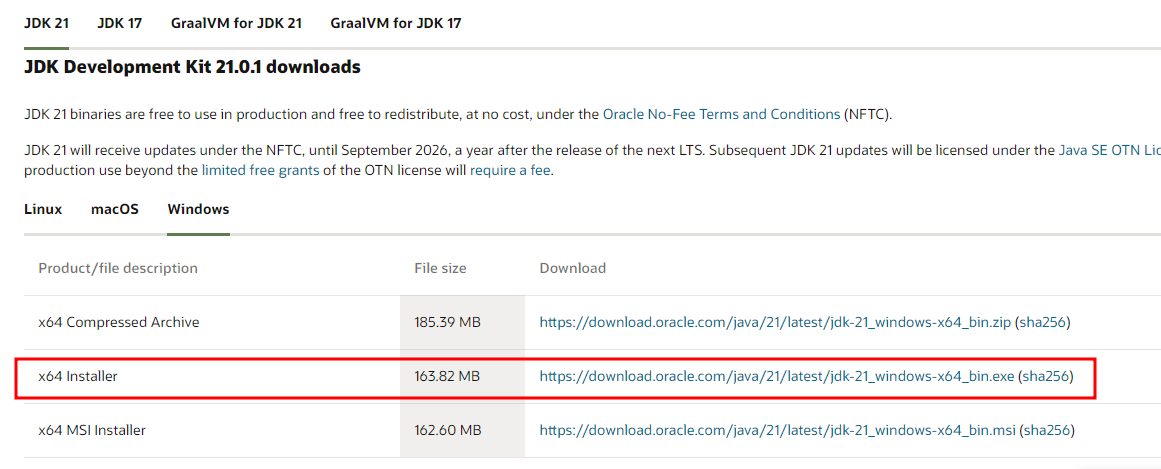 JDK 21 JDK 17 GraalVM for JDK 21 GraalVM for JDK 17
JDK Development Kit 21.0.1 downloads
JDK 21 binaries are free to use in production and free to redistribute, at no cost, under the Oracle No-Fee Terms and Conditions (NFTC).
JDK 21 will receive updates under the NFTC, until September 2026, a year after the release of the next LTS. Subsequent JDK 21 updates will be licensed under the Java SE OTN Lic
production use beyond the limited free grants of the OTN license will require a fee.
Linux macOS Windows
Product/file description File size Download
x64 Compressed Archive 185.39 MB https://download.oracle.com/java/21/latest/jdk-21_windows-x64_bin.zip (sha256)
x64 Installer 163.82 MB https://download.oracle.com/java/21/latest/jdk-21_windows-x64_bin.exe (sha256)
x64 MSI Installer 162.60 MB https://download.oracle.com/java/21/latest/jdk-21_windows-x64_bin.msi (sha256)